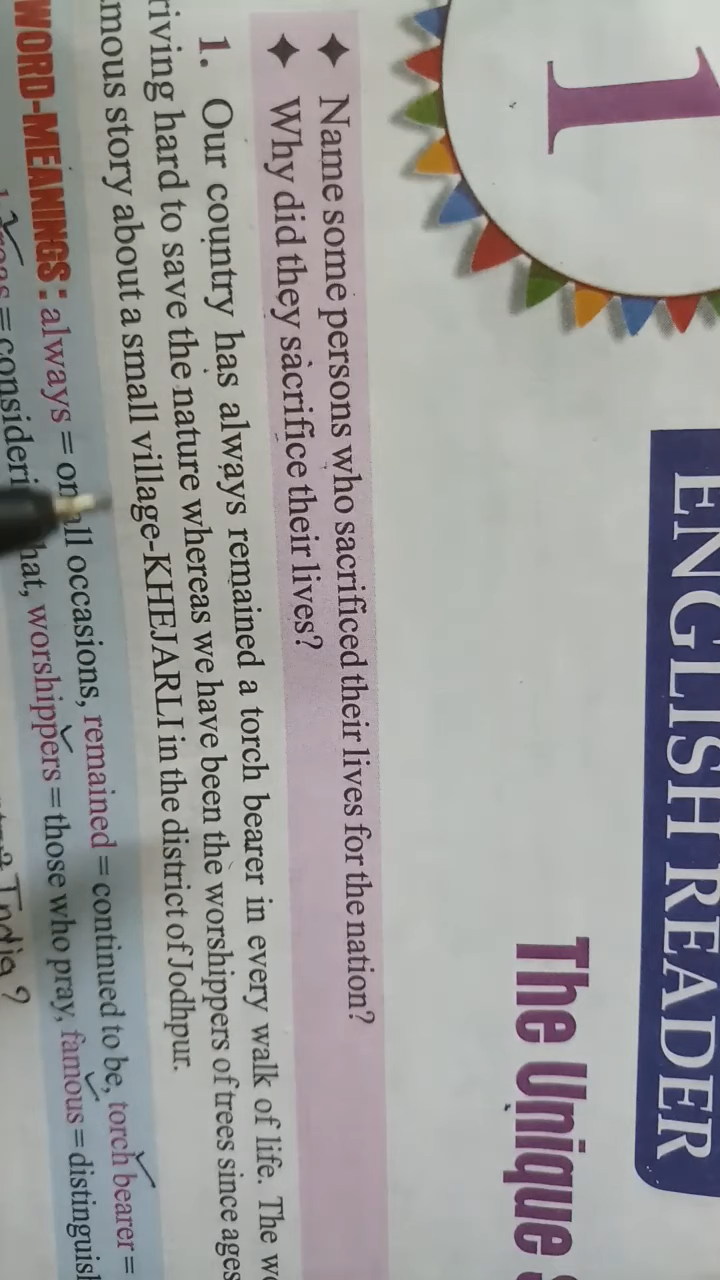 1
ENGLISH READER
The Unique
✦ Name some persons who sacrificed their lives for the nation?
✦ Why did they sacrifice their lives?
1. Our country has always remained a torch bearer in every walk of life. The
riving hard to save the nature whereas we have been the worshippers of trees since ages
mous story about a small village-KHEJARLI in the district of Jodhpur.
WORD-MEANINGS : always = on all occasions, remained = continued to be, torch bearer =
= consideri hat, worshippers = those who pray, famous = distinguish
India ?